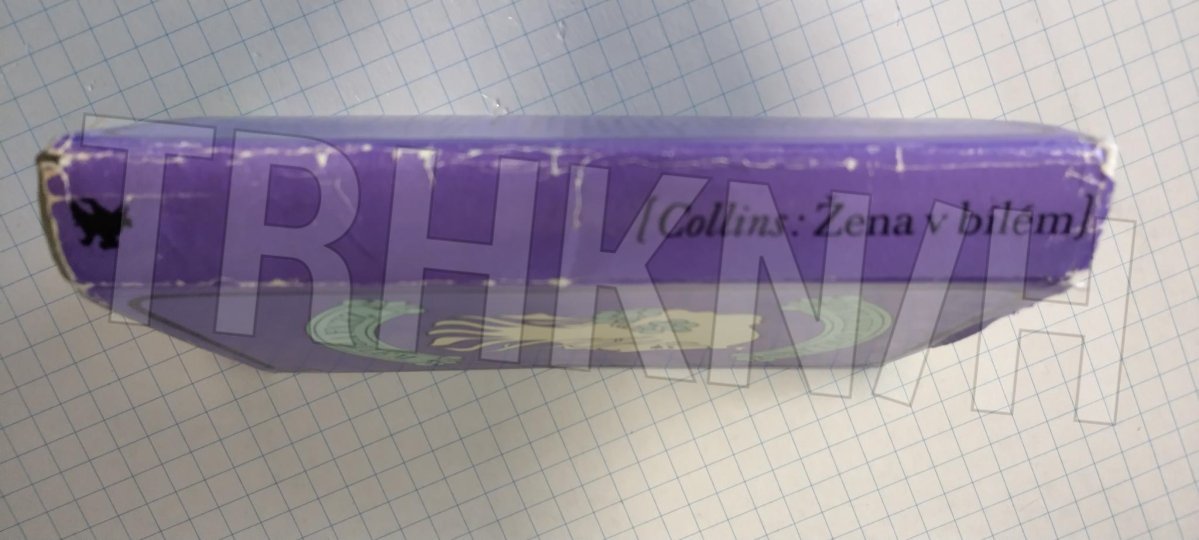 [Collins: Žena v bílém]
TRHKNIH